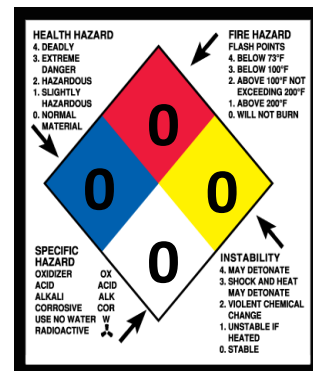 HEALTH HAZARD
4. DEADLY
3. EXTREME
DANGER
2. HAZARDOUS
1. SLIGHTLY
HAZARDOUS
0. NORMAL
MATERIAL
FIRE HAZARD
FLASH POINTS
4. BELOW 73°F
3. BELOW 100°F
2. ABOVE 100°F NOT
EXCEEDING 200°F
1. ABOVE 200°F
0. WILL NOT BURN
0
0
0
0
SPECIFIC
HAZARD
OXIDIZER OX
ACID ACID
ALKALI ALK
CORROSIVE COR
USE NO WATER W
RADIOACTIVE
INSTABILITY
4. MAY DETONATE
3. SHOCK AND HEAT
MAY DETONATE
2. VIOLENT CHEMICAL
CHANGE
1. UNSTABLE IF
HEATED
0. STABLE